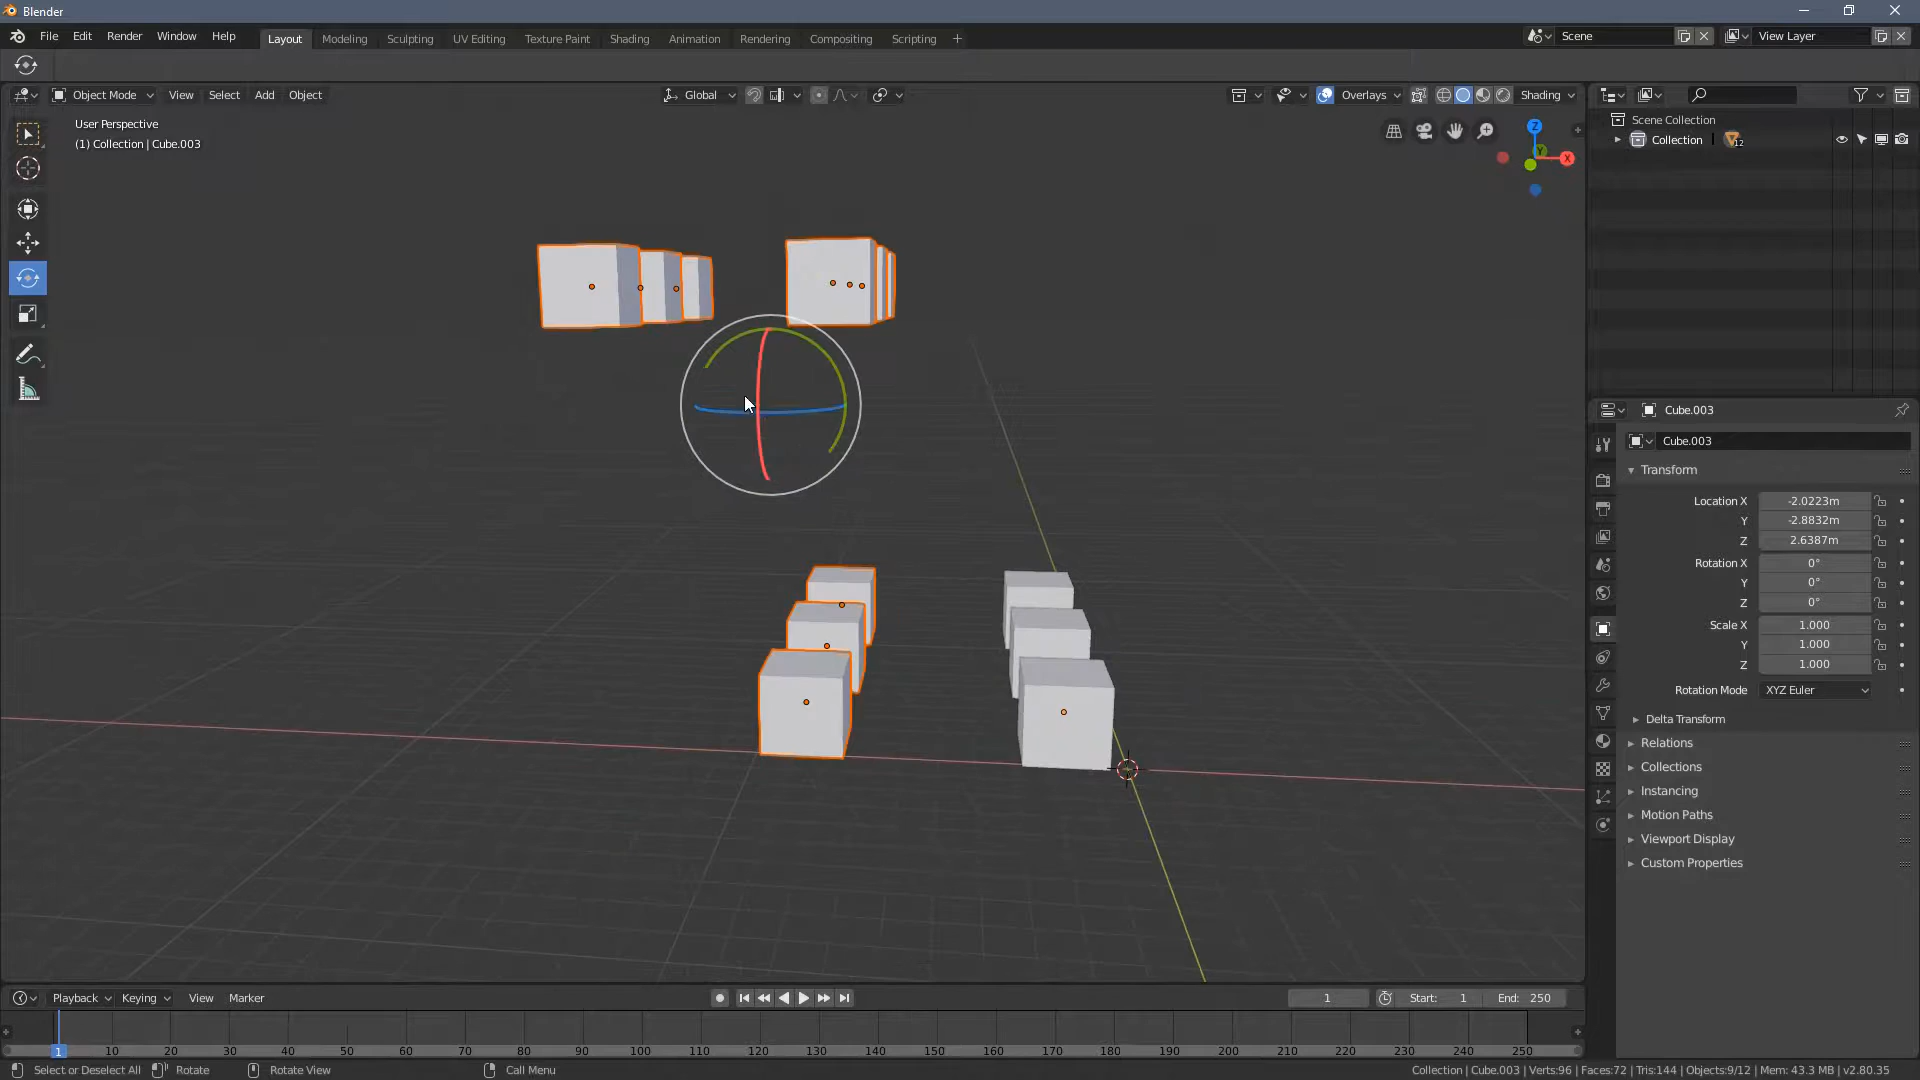 Blender
File Edit Render Window Help Layout Modeling Sculpting UV Editing Texture Paint Shading Animation Rendering Compositing Scripting + Scene View Layer
Object Mode View Select Add Object Global Overlays Shading
User Perspective
(1) Collection | Cube.003
Z
Y
X
Scene Collection
Collection 12
Cube.003
Cube.003
Transform
Location X -2.0223m
Y -2.8832m
Z 2.6387m
Rotation X 0°
Y 0°
Z 0°
Scale X 1.000
Y 1.000
Z 1.000
Rotation Mode XYZ Euler
Delta Transform
Relations
Collections
Instancing
Motion Paths
Viewport Display
Custom Properties
Playback Keying View Marker 1 Start: 1 End: 250
1 10 20 30 40 50 60 70 80 90 100 110 120 130 140 150 160 170 180 190 200 210 220 230 240 250
Select or Deselect All Rotate Rotate View Call Menu Collection | Cube.003 | Verts:96 | Faces:72 | Tris:144 | Objects:9/12 | Mem: 43.3 MB | v2.80.35